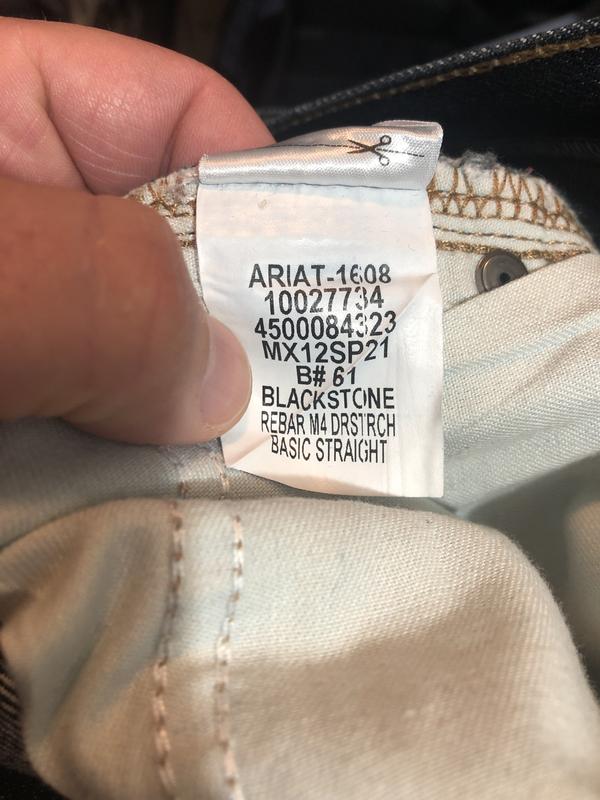 ARIAT-1608
10027734
4500084323
MX12SP21
B# 61
BLACKSTONE
REBAR M4 DRSTRCH
BASIC STRAIGHT